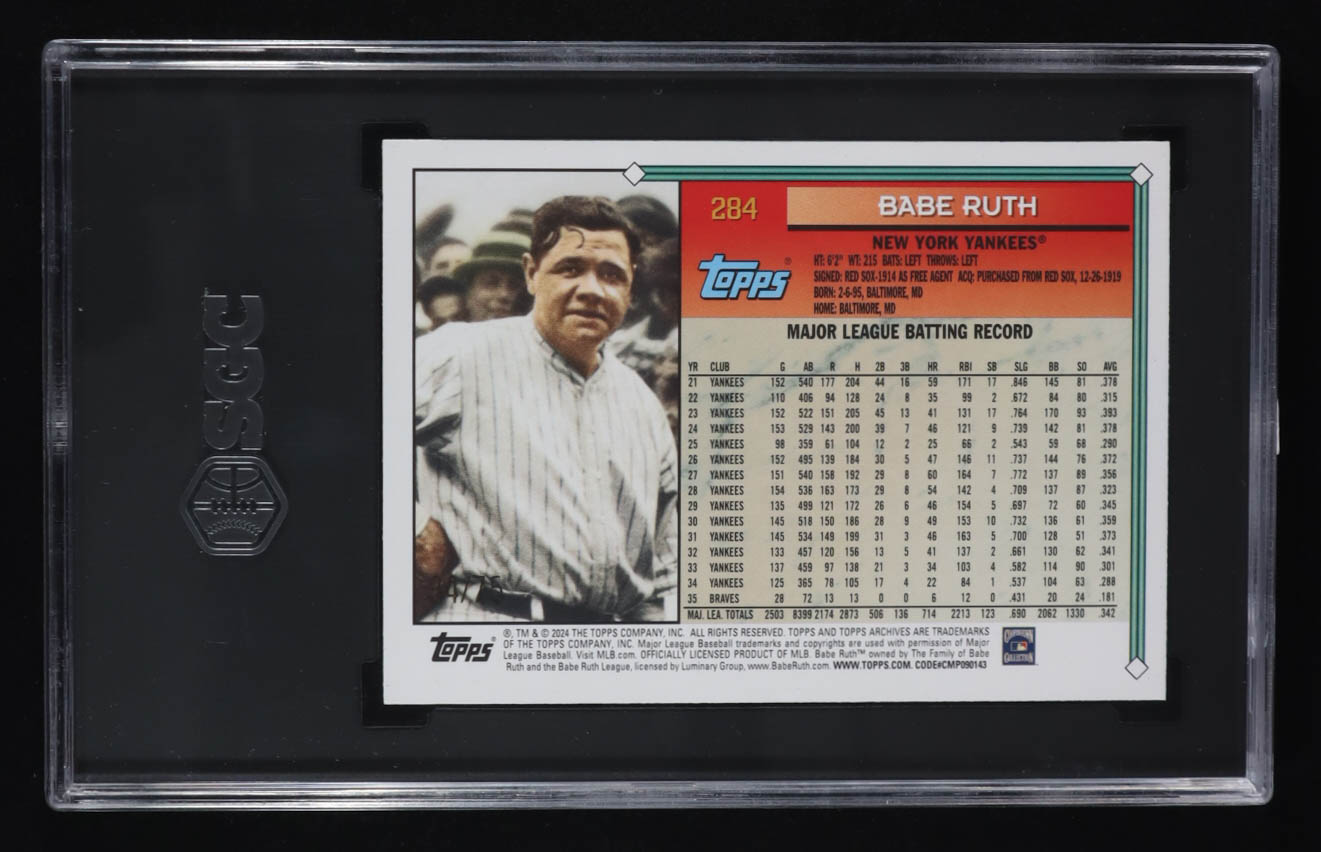 SGC
284
BABE RUTH
NEW YORK YANKEES®
TOPPS®
HT: 6'2" WT: 215 BATS: LEFT THROWS: LEFT
SIGNED: RED SOX-1914 AS FREE AGENT ACQ: PURCHASED FROM RED SOX, 12-26-1919
BORN: 2-6-95, BALTIMORE, MD
HOME: BALTIMORE, MD
MAJOR LEAGUE BATTING RECORD
YR CLUB G AB R H 2B 3B HR RBI SB SLG BB SO AVG
21 YANKEES 152 540 177 204 44 16 59 171 17 .846 145 81 .378
22 YANKEES 110 406 94 128 24 8 35 99 2 .672 84 80 .315
23 YANKEES 152 522 151 205 45 13 41 131 17 .764 170 93 .393
24 YANKEES 153 529 143 200 39 7 46 121 9 .739 142 81 .378
25 YANKEES 98 359 61 104 12 2 25 66 2 .543 59 68 .290
26 YANKEES 152 495 139 184 30 5 47 146 11 .737 144 76 .372
27 YANKEES 151 540 158 192 29 8 60 164 7 .772 137 89 .356
28 YANKEES 154 536 163 173 29 8 54 142 4 .709 137 87 .323
29 YANKEES 135 499 121 172 26 6 46 154 5 .697 72 60 .345
30 YANKEES 145 518 150 186 28 9 49 153 10 .732 136 61 .359
31 YANKEES 145 534 149 199 31 3 46 163 5 .700 128 51 .373
32 YANKEES 133 457 120 156 13 5 41 137 2 .661 130 62 .341
33 YANKEES 137 459 97 138 21 3 34 103 4 .582 114 90 .301
34 YANKEES 125 365 78 105 17 4 22 84 1 .537 104 63 .288
35 BRAVES 28 72 13 13 0 0 6 12 0 .431 20 24 .181
MAJ. LEA. TOTALS 2503 8399 2174 2873 506 136 714 2213 123 .690 2062 1330 .342
TOPPS®
®, TM & © 2024 THE TOPPS COMPANY, INC. ALL RIGHTS RESERVED. TOPPS AND TOPPS ARCHIVES ARE TRADEMARKS
OF THE TOPPS COMPANY, INC. Major League Baseball trademarks and copyrights are used with permission of Major
League Baseball. Visit MLB.com. OFFICIALLY LICENSED PRODUCT OF MLB. Babe Ruth™ owned by The Family of Babe
Ruth and the Babe Ruth League, licensed by Luminary Group, www.BabeRuth.com. WWW.TOPPS.COM. CODE#CMP090143
COOPERSTOWN
COLLECTION